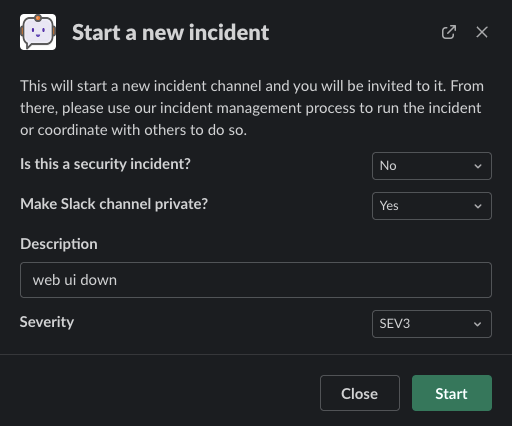 Start a new incident
This will start a new incident channel and you will be invited to it. From
there, please use our incident management process to run the incident
or coordinate with others to do so.
Is this a security incident?
No
Make Slack channel private?
Yes
Description
web ui down
Severity
SEV3
Close
Start